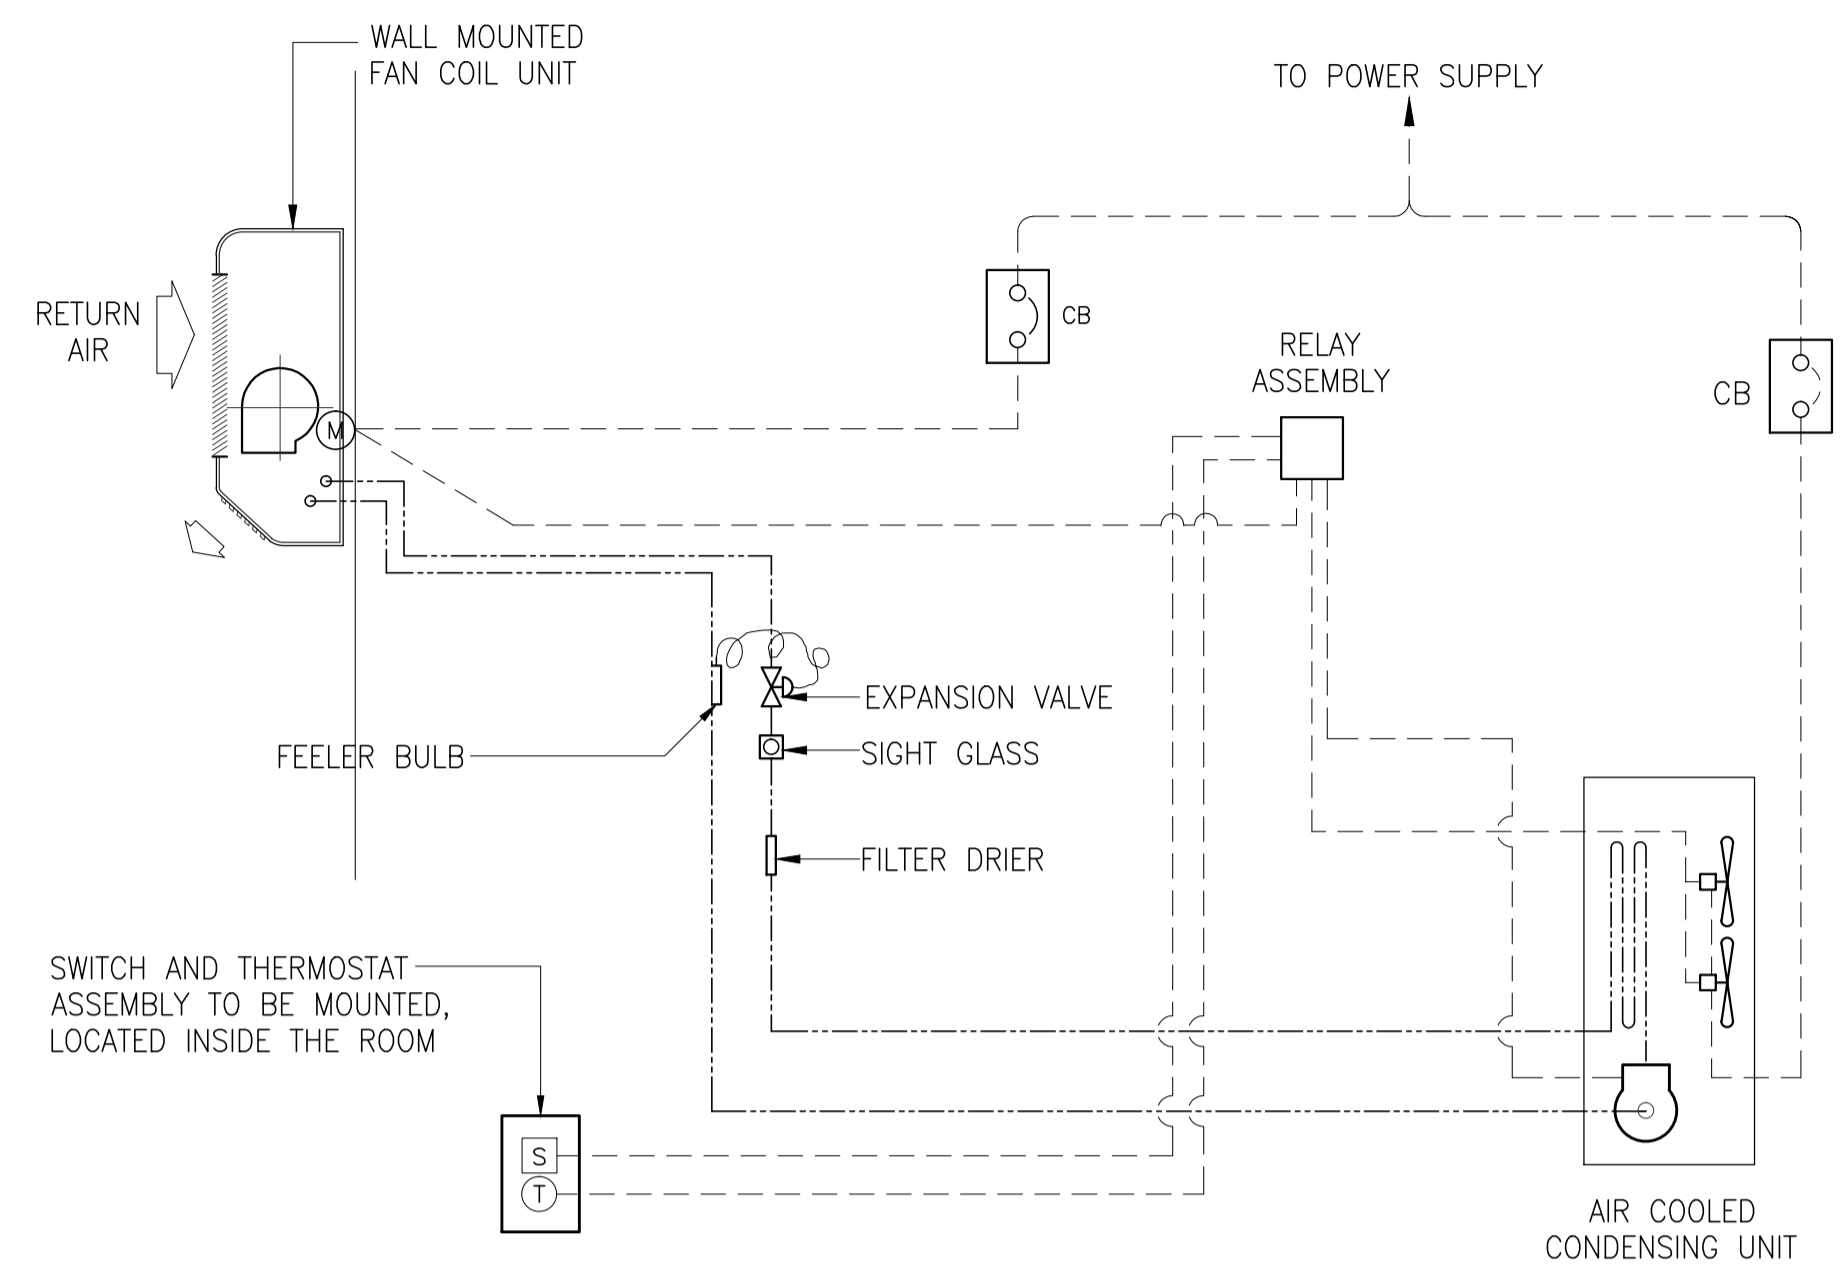 WALL MOUNTED
FAN COIL UNIT
TO POWER SUPPLY
RETURN
AIR
CB
RELAY
ASSEMBLY
CB
M
EXPANSION VALVE
FEELER BULB
SIGHT GLASS
FILTER DRIER
SWITCH AND THERMOSTAT
ASSEMBLY TO BE MOUNTED,
LOCATED INSIDE THE ROOM
S
T
AIR COOLED
CONDENSING UNIT